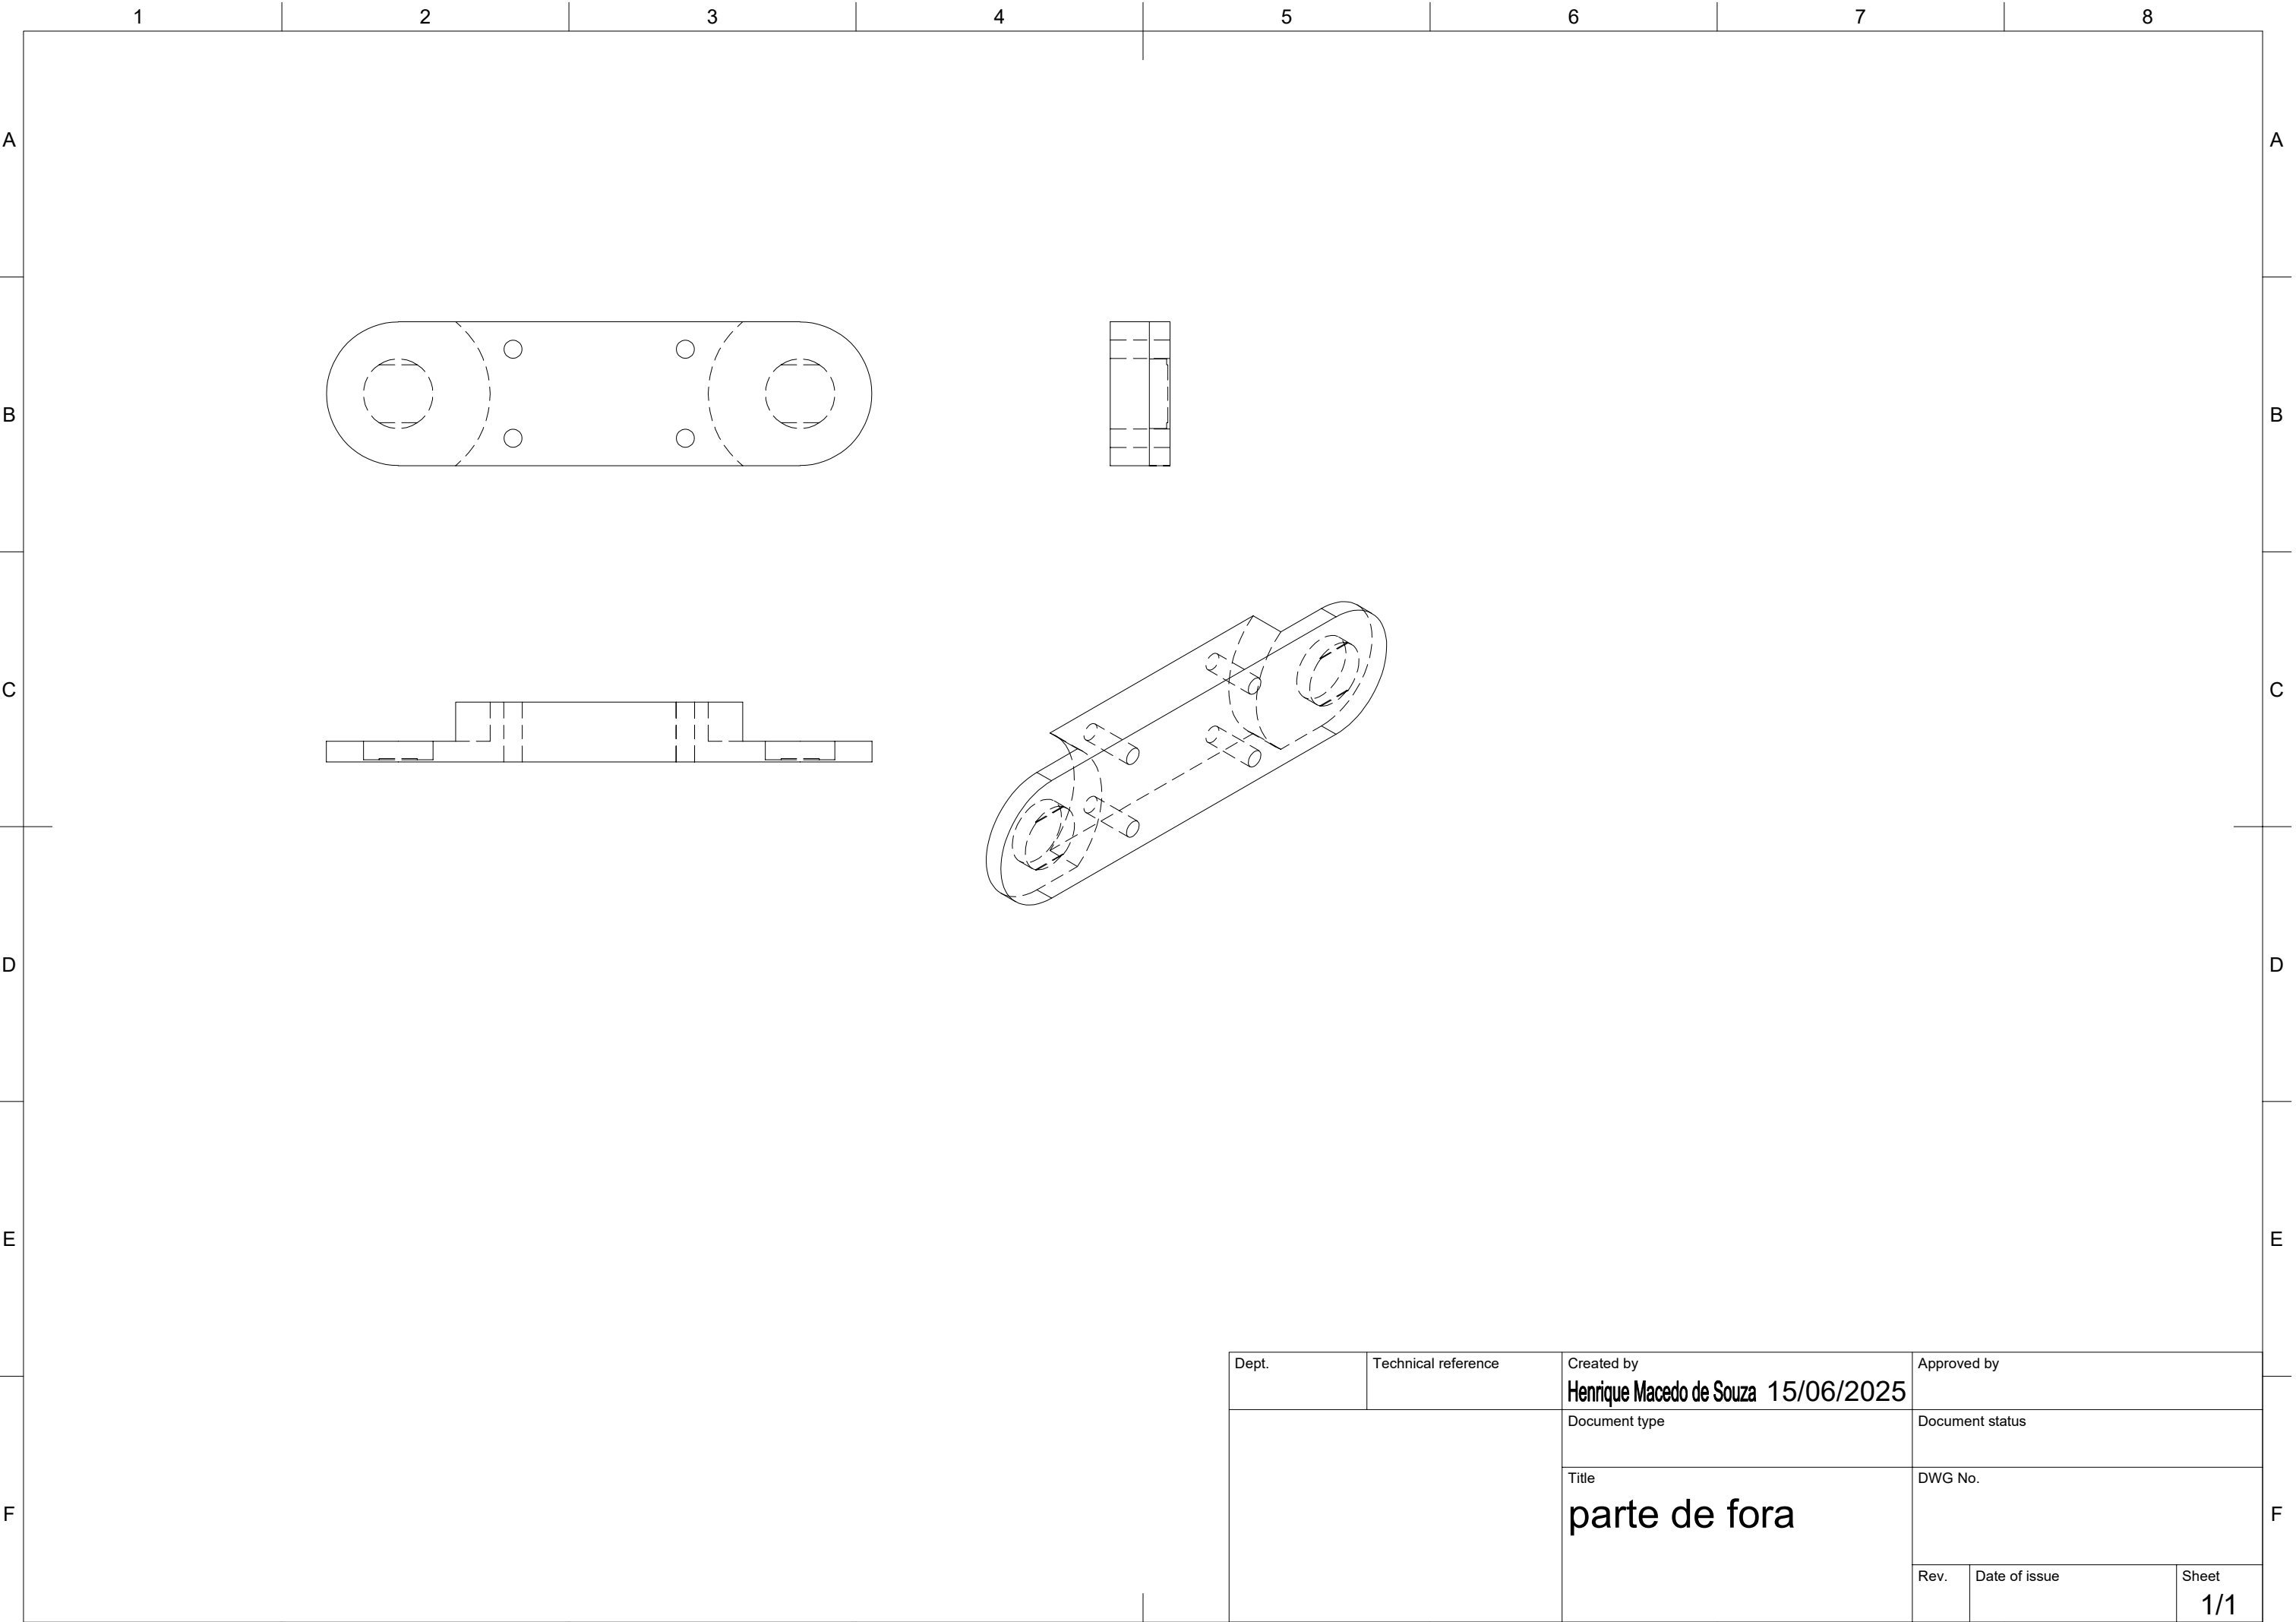 1 2 3 4 5 6 7 8
A A
B B
C C
D D
E E
F F
Dept. Technical reference Created by Approved by
Henrique Macedo de Souza 15/06/2025
Document type Document status
Title DWG No.
parte de fora
Rev. Date of issue Sheet
1/1